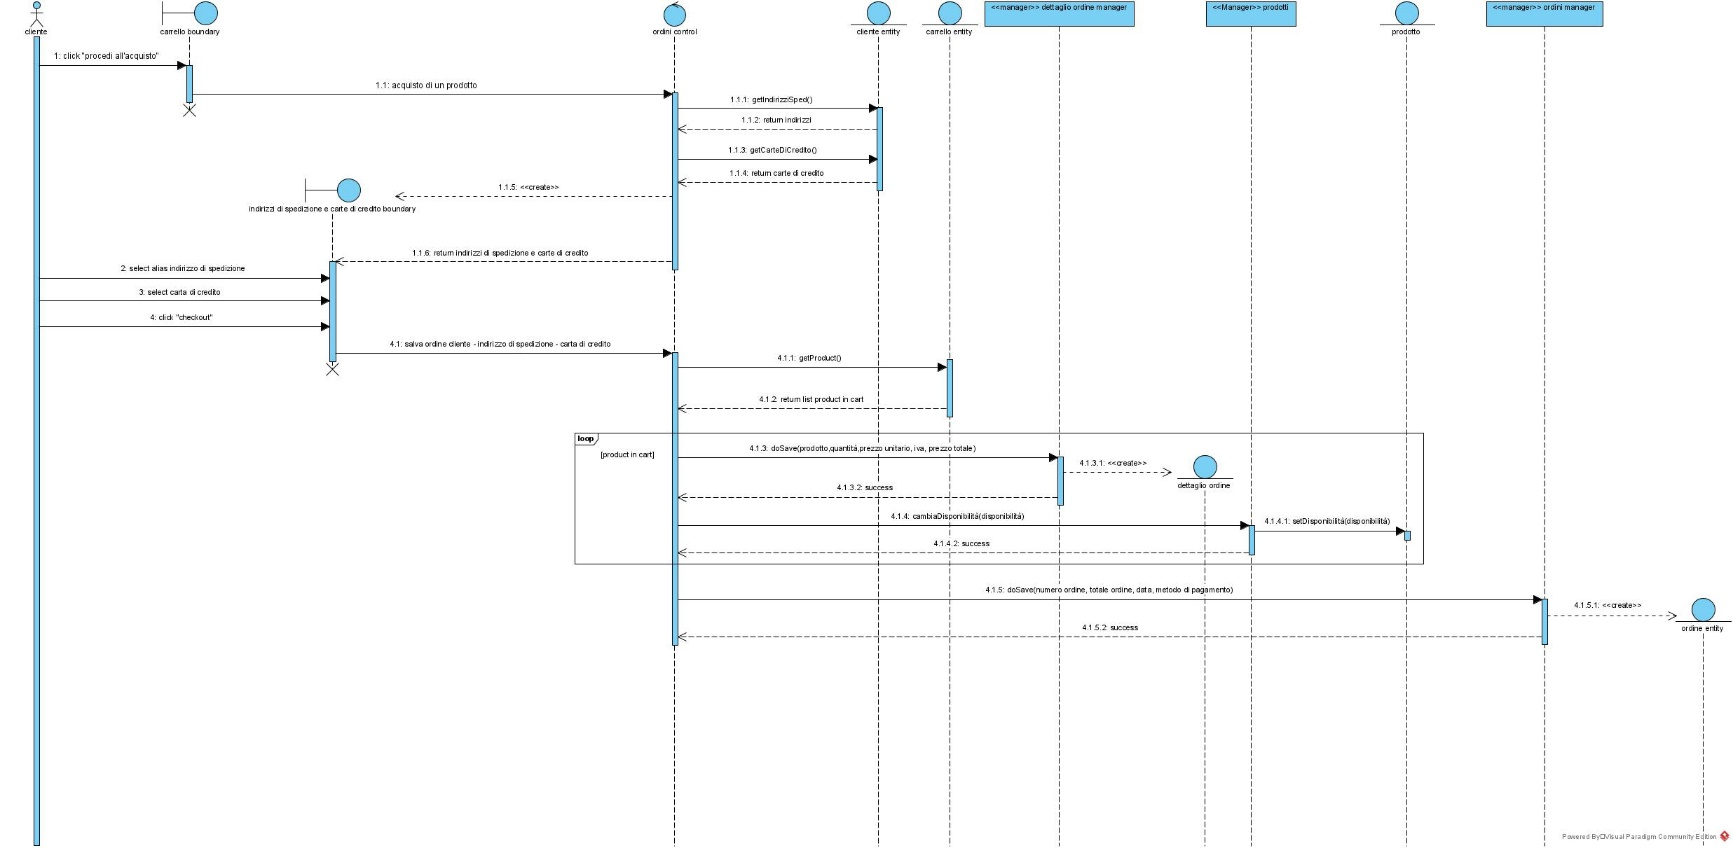 <<manager>> dettaglio ordine manager
<<Manager>> prodotti
<<manager>> ordini manager
cliente
carrello boundary
ordini control
cliente entity
carrello entity
prodotto
1: click "procedi all'acquisto"
1.1: acquisto di un prodotto
1.1.1: getIndirizziSped()
1.1.2: return indirizzi
1.1.3: getCarteDiCredito()
1.1.4: return carte di credito
1.1.5: <<create>>
indirizzi di spedizione e carte di credito boundary
1.1.6: return indirizzi di spedizione e carte di credito
2: select alias indirizzo di spedizione
3: select carta di credito
4: click "checkout"
4.1: salva ordine cliente - indirizzo di spedizione - carta di credito
4.1.1: getProduct()
4.1.2: return list product in cart
loop
[product in cart]
4.1.3: doSave(prodotto,quantità,prezzo unitario, iva, prezzo totale)
4.1.3.1: <<create>>
dettaglio ordine
4.1.3.2: success
4.1.4: cambiaDisponibilità(disponibilità)
4.1.4.1: setDisponibilità(disponibilità)
4.1.4.2: success
4.1.5: doSave(numero ordine, totale ordine, data, metodo di pagamento)
4.1.5.1: <<create>>
ordine entity
4.1.5.2: success
Powered By□Visual Paradigm Community Edition